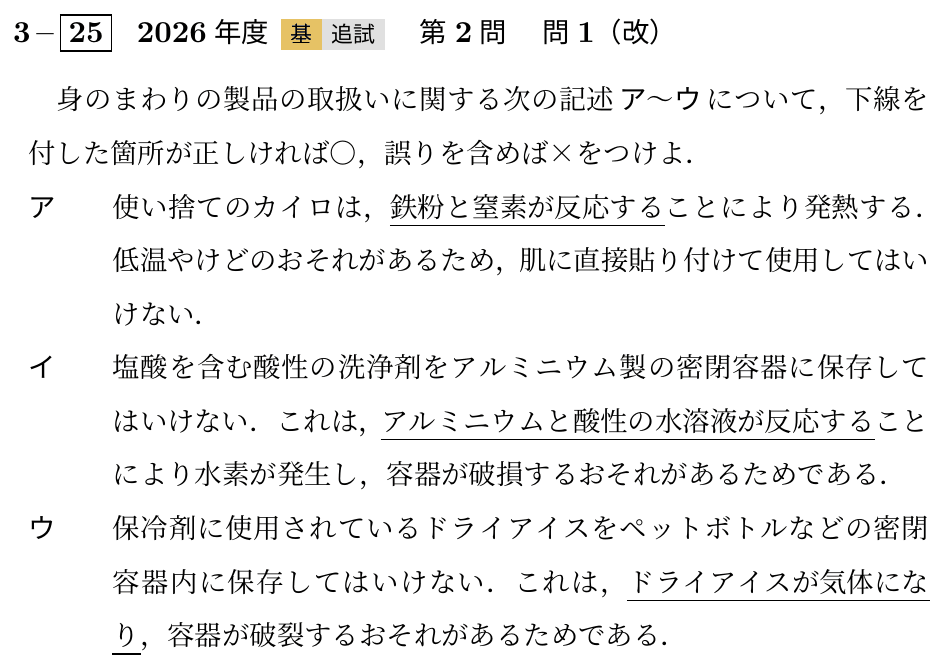 3－25 2026 年度 基 追試 第 2 問 問 1（改）
身のまわりの製品の取扱いに関する次の記述ア～ウについて，下線を
付した箇所が正しければ○，誤りを含めば×をつけよ．
ア 使い捨てのカイロは，鉄粉と窒素が反応することにより発熱する．
低温やけどのおそれがあるため，肌に直接貼り付けて使用してはい
けない．
イ 塩酸を含む酸性の洗浄剤をアルミニウム製の密閉容器に保存して
はいけない．これは，アルミニウムと酸性の水溶液が反応すること
により水素が発生し，容器が破損するおそれがあるためである．
ウ 保冷剤に使用されているドライアイスをペットボトルなどの密閉
容器内に保存してはいけない．これは，ドライアイスが気体にな
り，容器が破裂するおそれがあるためである．